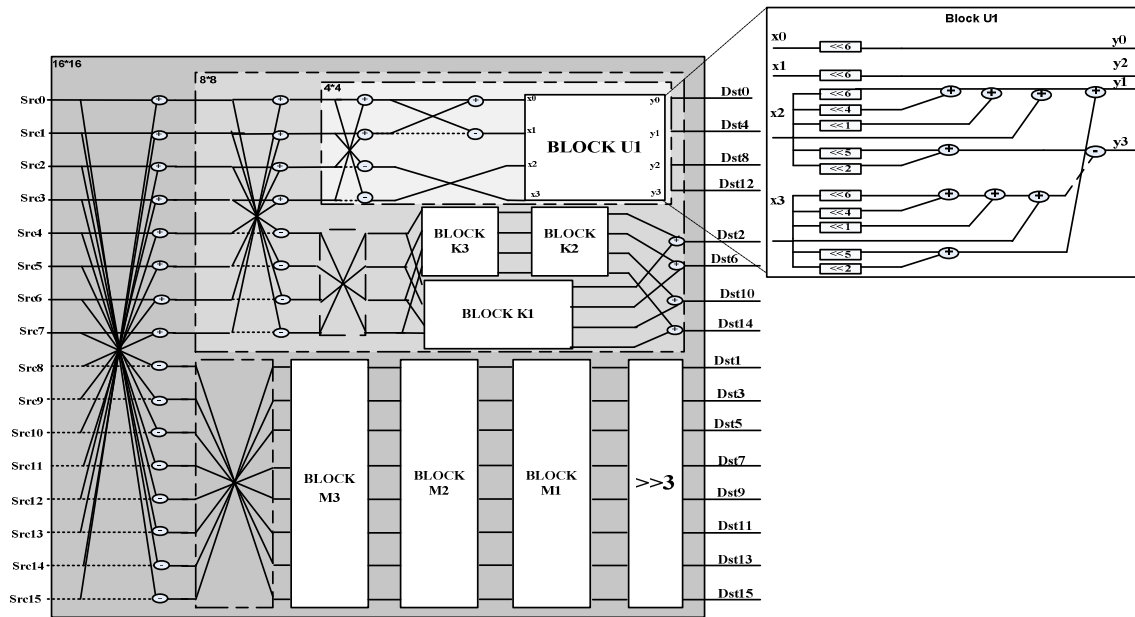 Block U1
x0
<<6
y0
x1
<<6
y2
y1
x2
<<6
<<4
<<1
+
+
+
+
<<5
<<2
+
-
y3
x3
<<6
<<4
<<1
+
+
+
<<5
<<2
+
16*16
8*8
4*4
Src0
+
+
+
+
x0
y0
Dst0
Src1
+
+
+
-
x1
y1
Dst4
BLOCK U1
Src2
+
+
-
x2
y2
Dst8
Src3
+
+
-
x3
y3
Dst12
Src4
+
-
BLOCK
K3
BLOCK
K2
+
Dst2
Src5
+
-
+
Dst6
Src6
+
-
BLOCK K1
+
Dst10
Src7
+
-
+
Dst14
Src8
-
Dst1
Src9
-
Dst3
Src10
-
Dst5
Src11
-
Dst7
BLOCK
M3
BLOCK
M2
BLOCK
M1
>>3
Src12
-
Dst9
Src13
-
Dst11
Src14
-
Dst13
Src15
-
Dst15